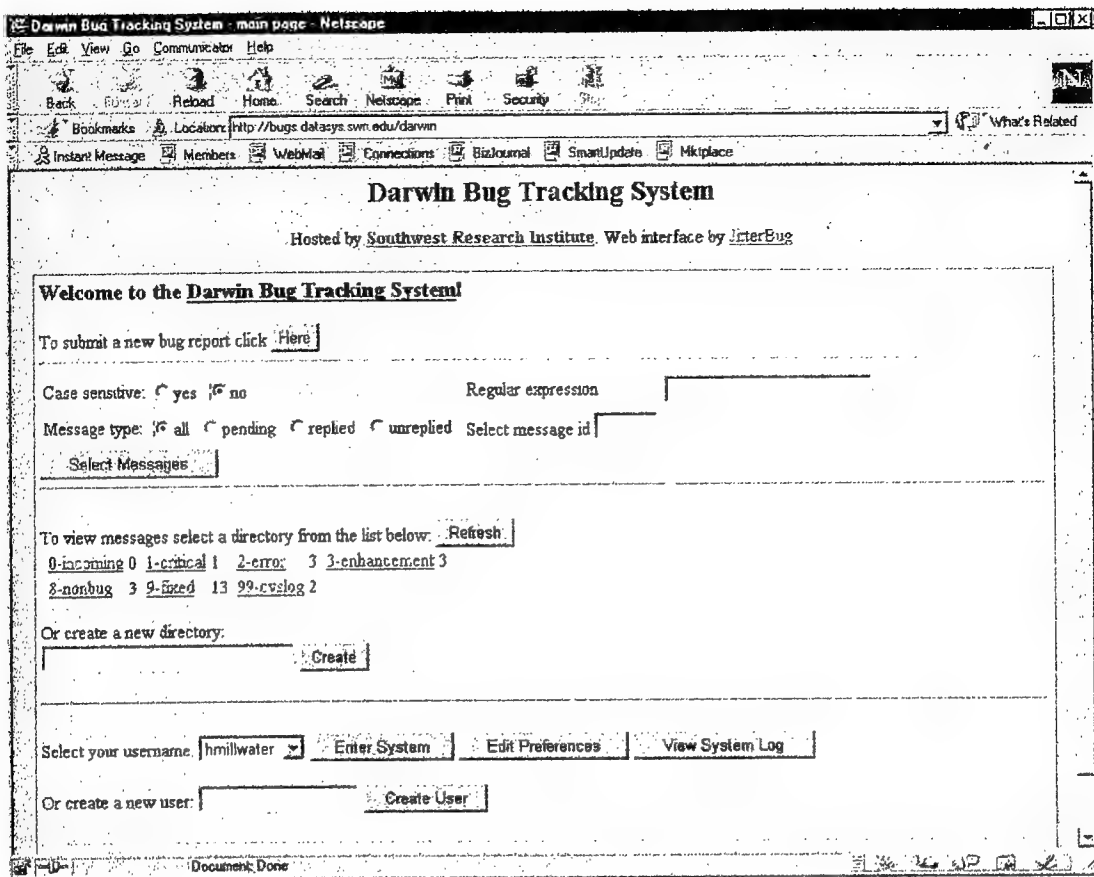 Darwin Bug Tracking System - main page - Netscape
File Edit View Go Communicator Help
Back Forward Reload Home Search Netscape Print Security Stop
Bookmarks Location: http://bugs.datasys.swri.edu/darwin What's Related
Instant Message Members WebMail Connections BizJournal SmartUpdate Mktplace
Darwin Bug Tracking System
Hosted by Southwest Research Institute. Web interface by JitterBug
Welcome to the Darwin Bug Tracking System!
To submit a new bug report click Here
Case sensitive: yes no Regular expression
Message type: all pending replied unreplied Select message id
Select Messages
To view messages select a directory from the list below: Refresh
0-incoming 0 1-critical 1 2-error 3 3-enhancement 3
8-nonbug 3 9-fixed 13 99-cvslog 2
Or create a new directory:
Create
Select your username. hmillwater Enter System Edit Preferences View System Log
Or create a new user: Create User
Document: Done